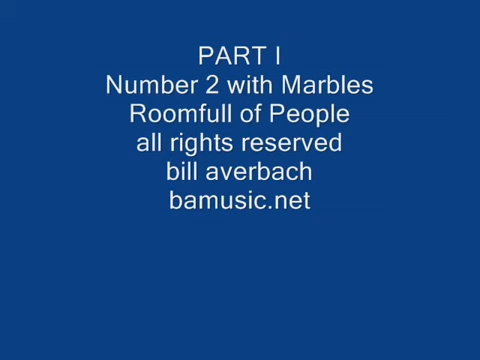 PART I
Number 2 with Marbles
Roomfull of People
all rights reserved
bill averbach
bamusic.net